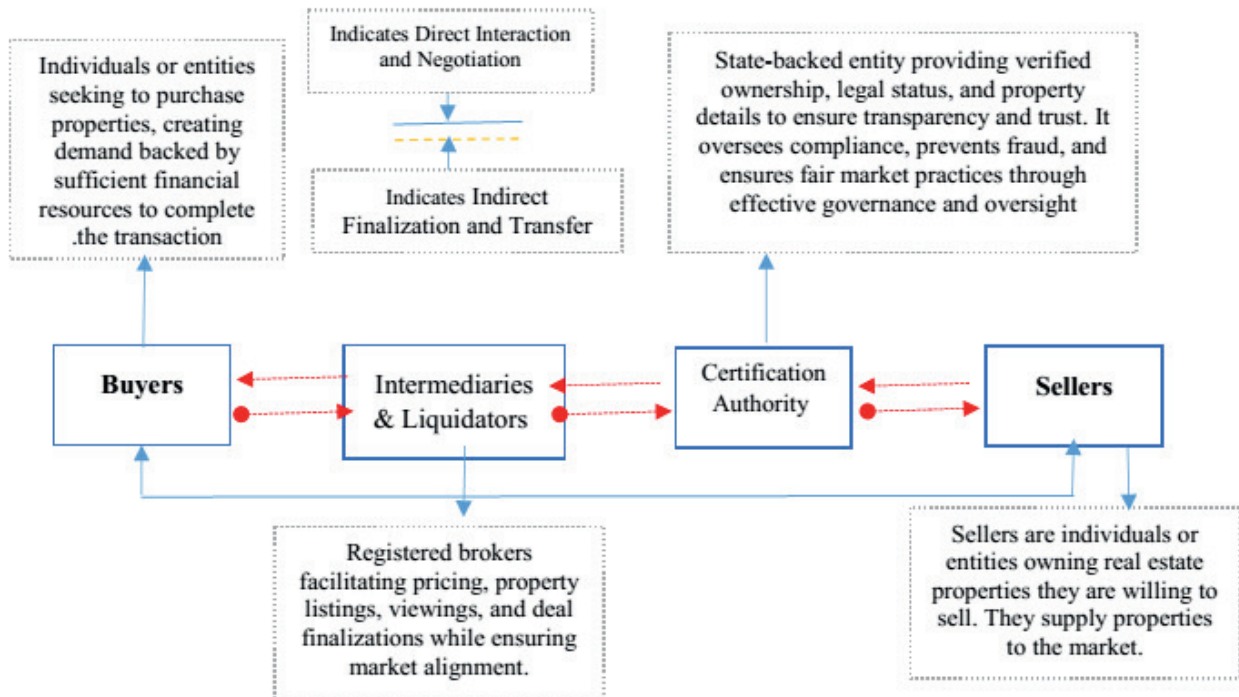 Individuals or entities
seeking to purchase
properties, creating
demand backed by
sufficient financial
resources to complete
.the transaction
Indicates Direct Interaction
and Negotiation
Indicates Indirect
Finalization and Transfer
State-backed entity providing verified
ownership, legal status, and property
details to ensure transparency and trust. It
oversees compliance, prevents fraud, and
ensures fair market practices through
effective governance and oversight
Buyers
Intermediaries
& Liquidators
Certification
Authority
Sellers
Registered brokers
facilitating pricing, property
listings, viewings, and deal
finalizations while ensuring
market alignment.
Sellers are individuals or
entities owning real estate
properties they are willing to
sell. They supply properties
to the market.